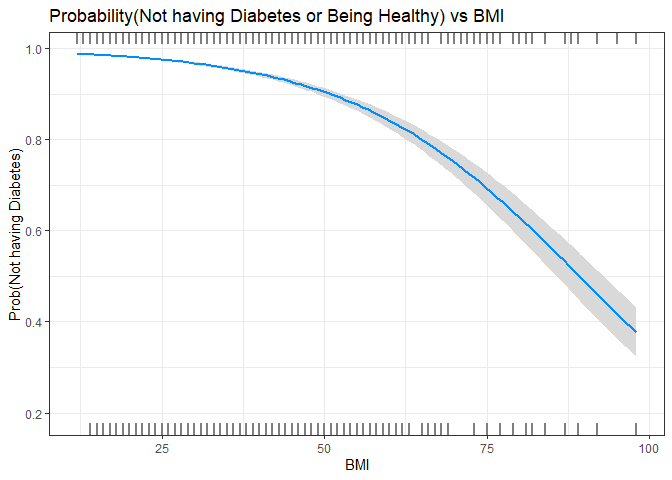 Probability(Not having Diabetes or Being Healthy) vs BMI
1.0
0.8
0.6
0.4
0.2
Prob(Not having Diabetes)
25 50 75 100
BMI